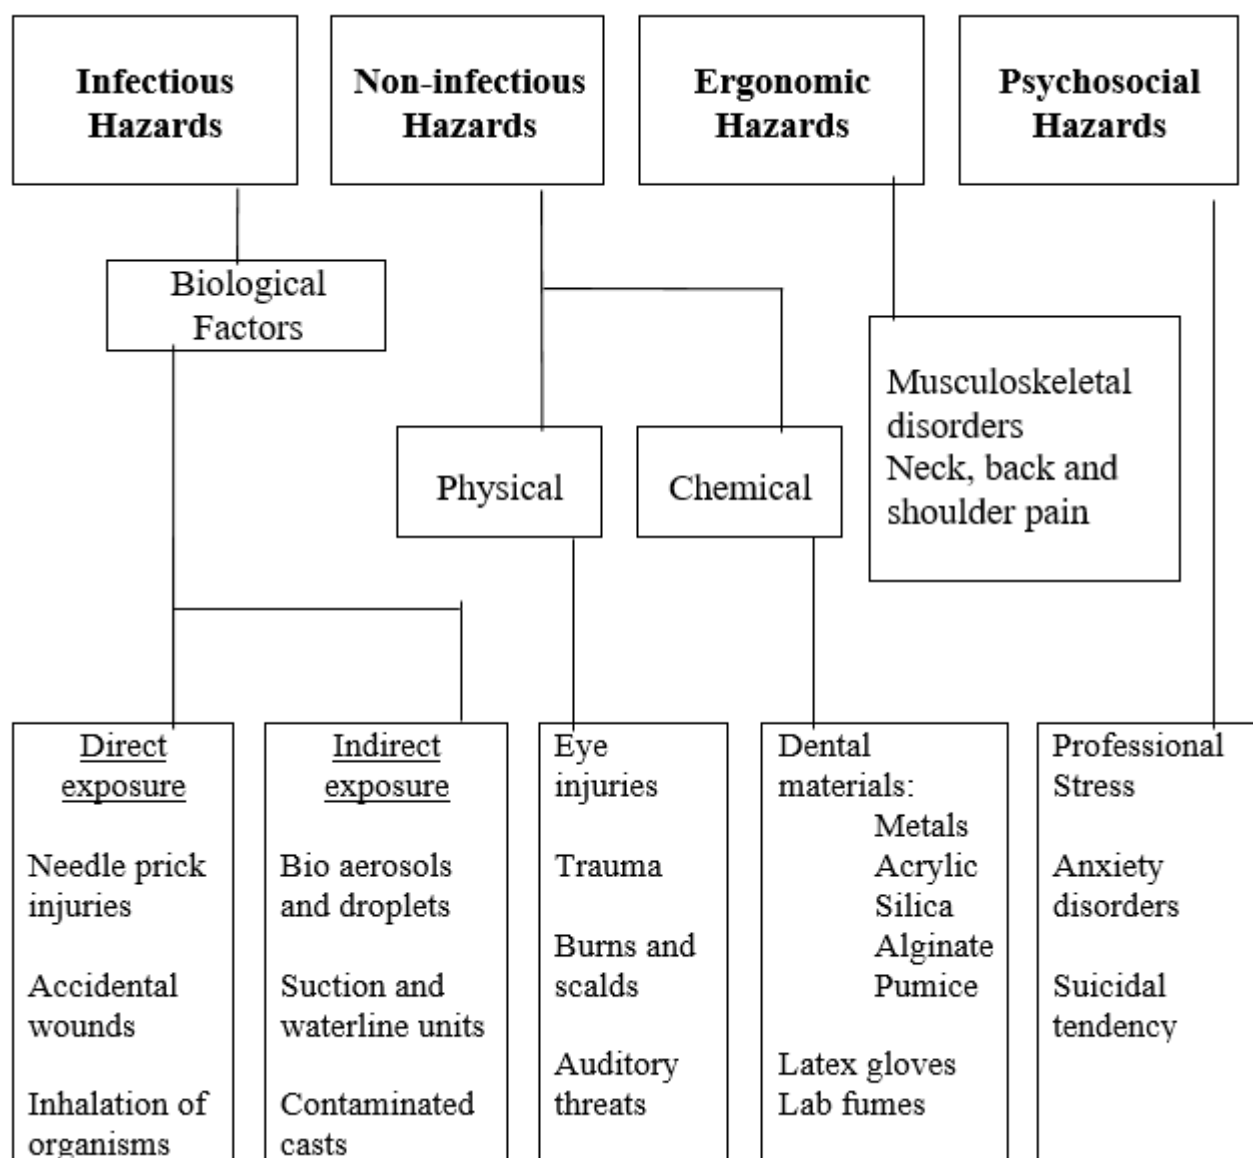 Infectious
Hazards
Non-infectious
Hazards
Ergonomic
Hazards
Psychosocial
Hazards
Biological
Factors
Physical
Chemical
Musculoskeletal
disorders
Neck, back and
shoulder pain
Direct
exposure
Needle prick
injuries
Accidental
wounds
Inhalation of
organisms
Indirect
exposure
Bio aerosols
and droplets
Suction and
waterline units
Contaminated
casts
Eye
injuries
Trauma
Burns and
scalds
Auditory
threats
Dental
materials:
Metals
Acrylic
Silica
Alginate
Pumice
Latex gloves
Lab fumes
Professional
Stress
Anxiety
disorders
Suicidal
tendency